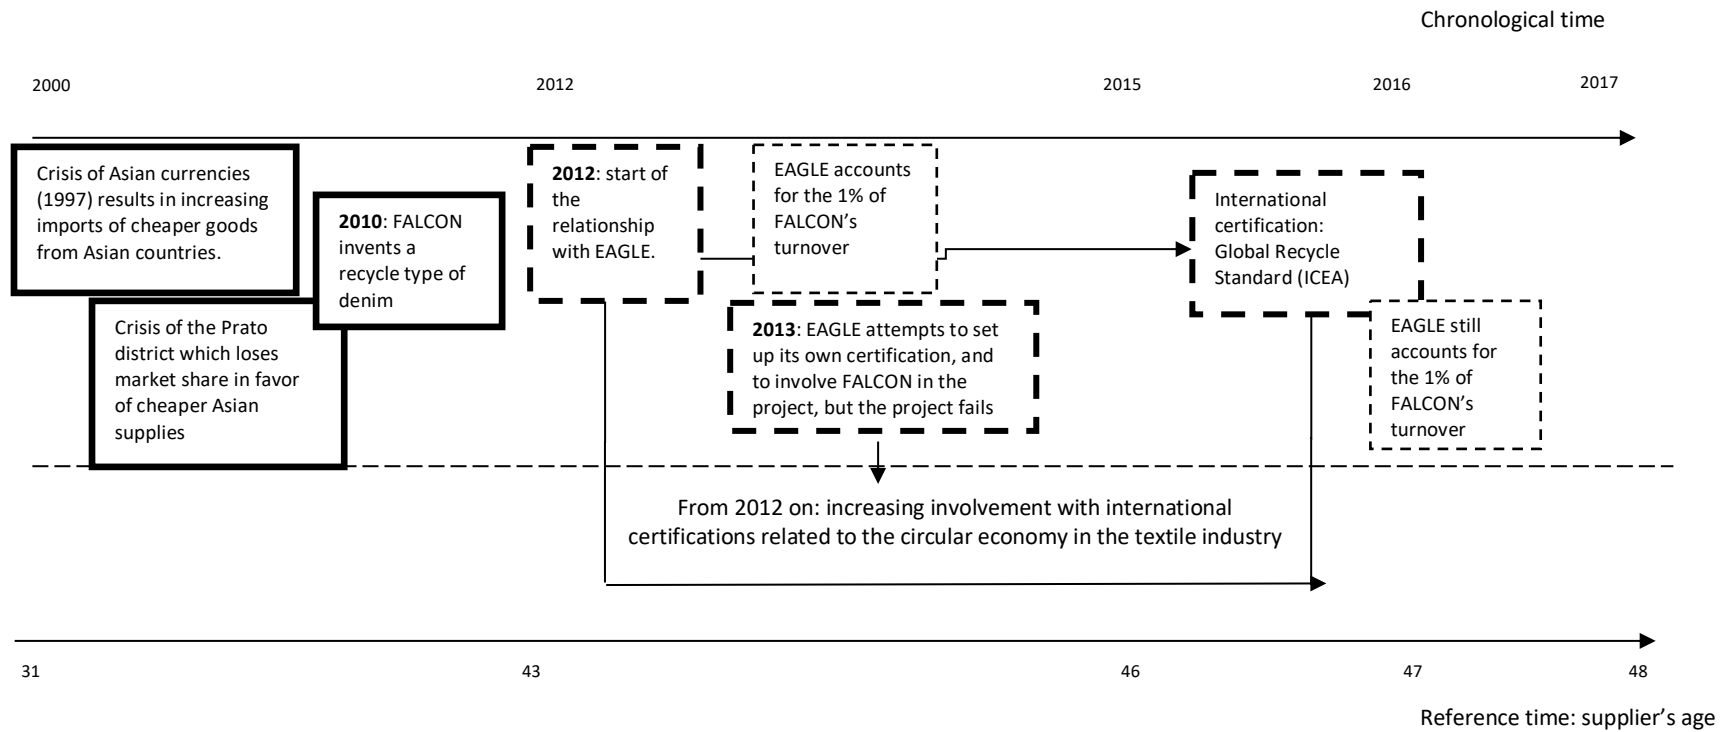 Chronological time
2000
2012
2015
2016
2017
Crisis of Asian currencies
(1997) results in increasing
imports of cheaper goods
from Asian countries.
Crisis of the Prato
district which loses
market share in favor
of cheaper Asian
supplies
2010: FALCON
invents a
recycle type of
denim
2012: start of
the
relationship
with EAGLE.
EAGLE accounts
for the 1% of
FALCON’s
turnover
2013: EAGLE attempts to set
up its own certification, and
to involve FALCON in the
project, but the project fails
International
certification:
Global Recycle
Standard (ICEA)
EAGLE still
accounts for
the 1% of
FALCON’s
turnover
From 2012 on: increasing involvement with international
certifications related to the circular economy in the textile industry
31
43
46
47
48
Reference time: supplier’s age